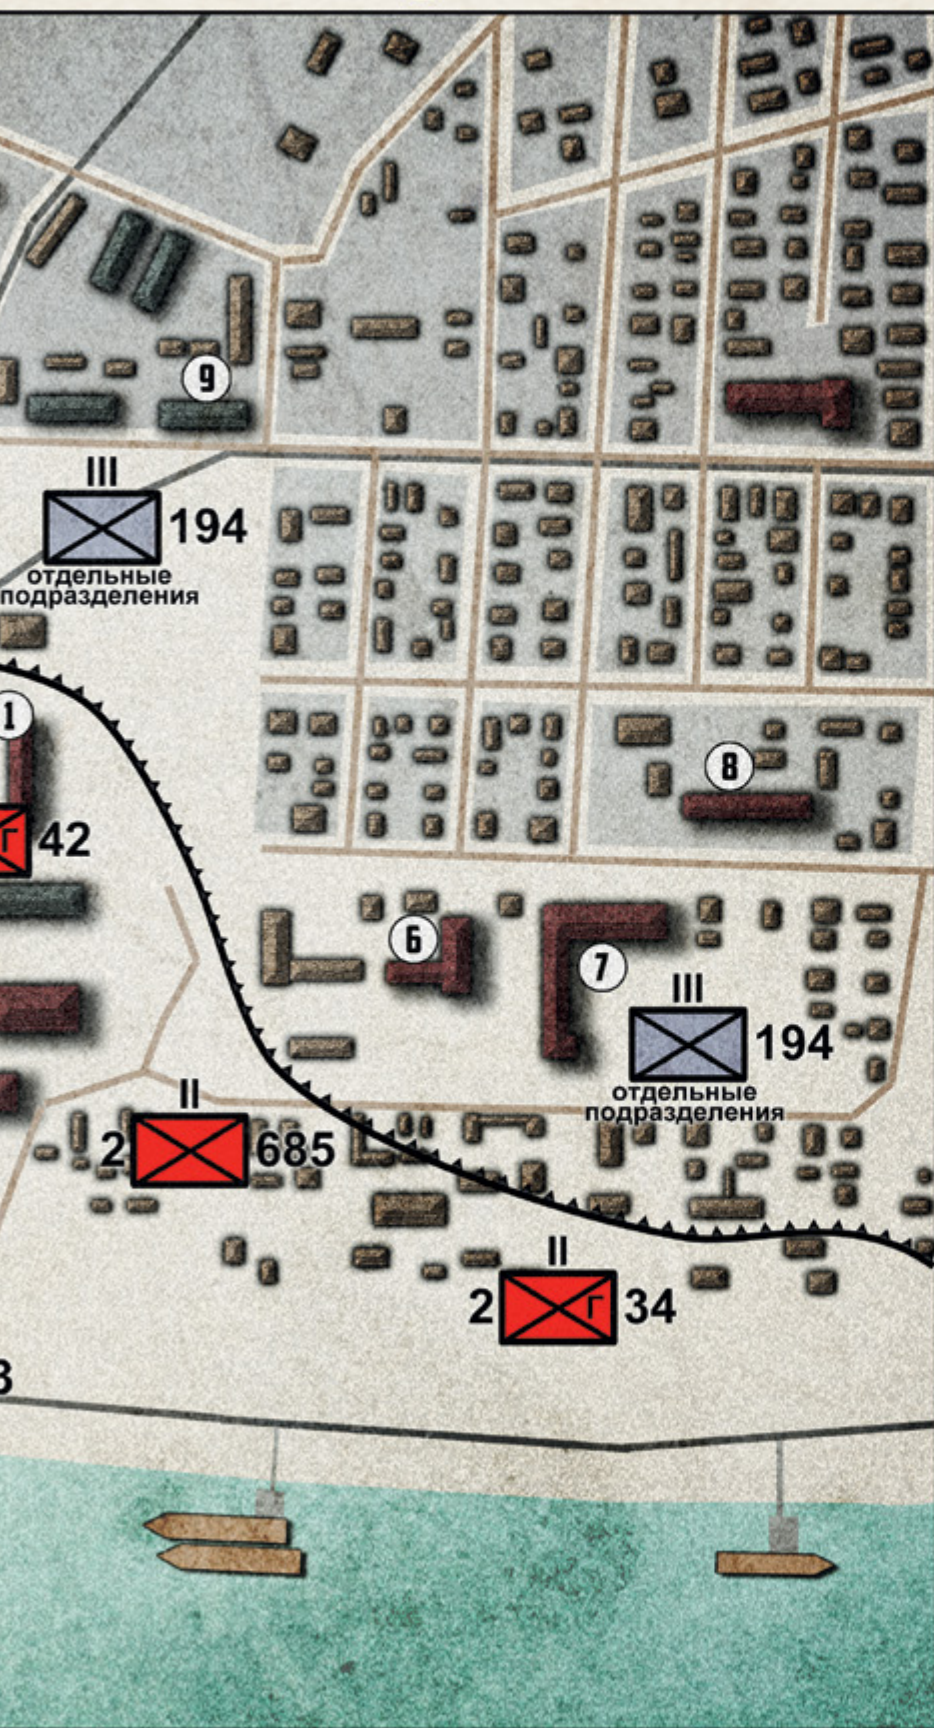 9
III
194
отдельные
подразделения
1
Г 42
8
6
7
III
194
отдельные
подразделения
II
2 685
II
2 Г 34
3